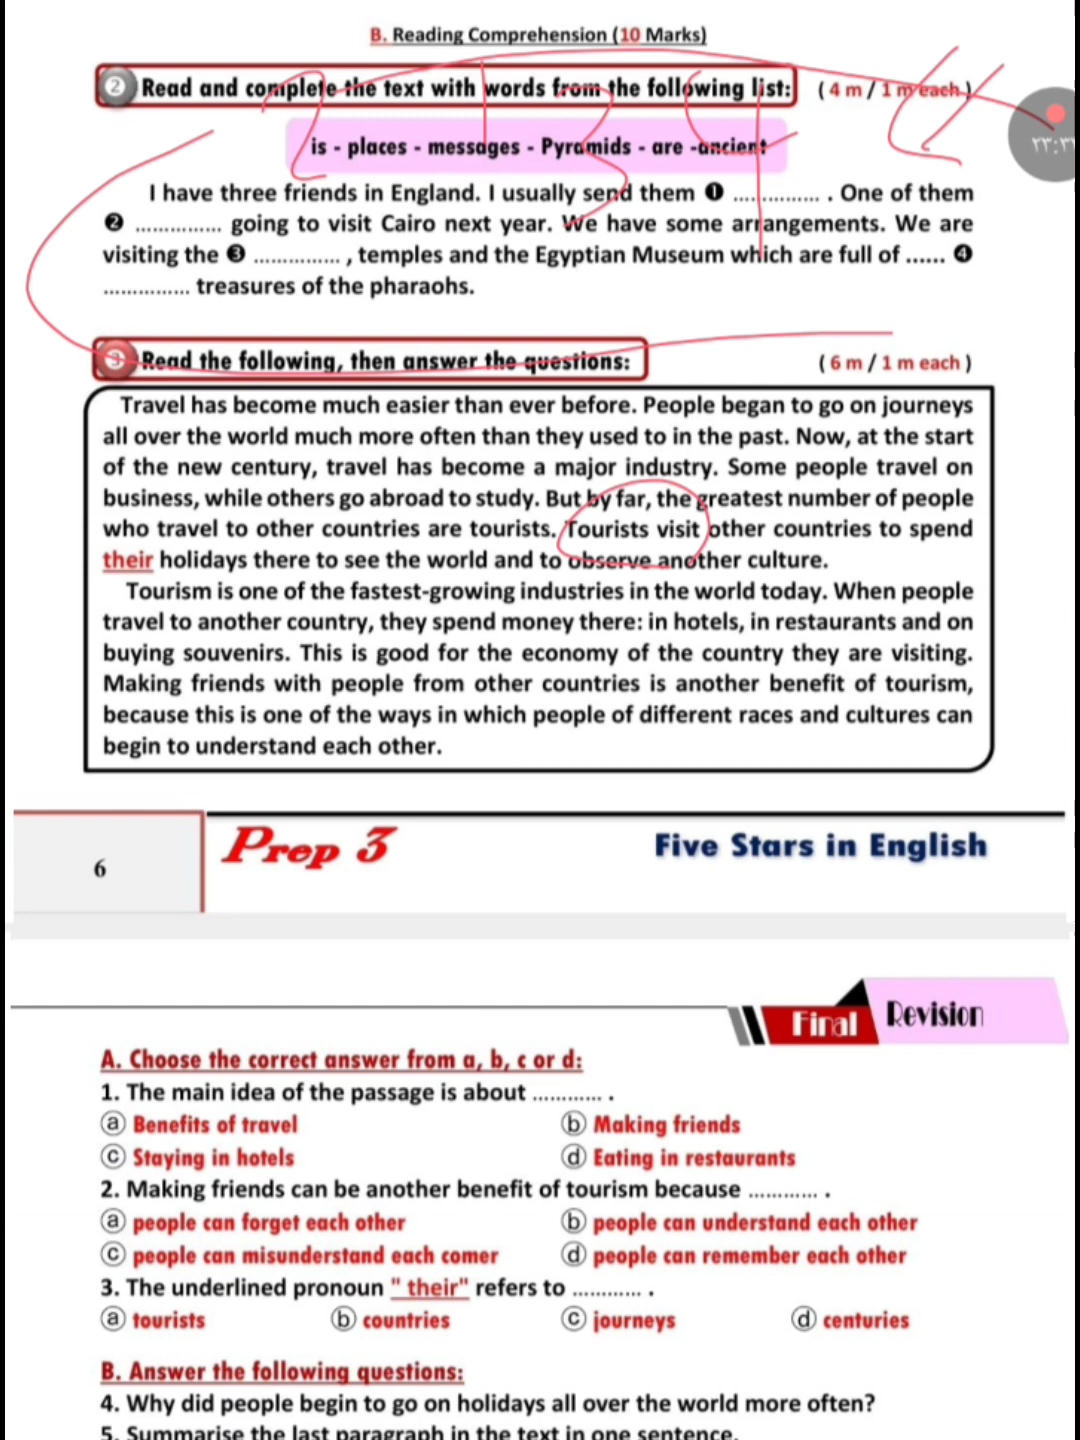 B. Reading Comprehension (10 Marks)
2 Read and complete the text with words from the following list: ( 4 m / 1 m each )
is - places - messages - Pyramids - are -ancient
٢٣:٣
I have three friends in England. I usually send them ❶ .............. . One of them
❷ .............. going to visit Cairo next year. We have some arrangements. We are
visiting the ❸ .............. , temples and the Egyptian Museum which are full of ...... ❹
.............. treasures of the pharaohs.
3 Read the following, then answer the questions: ( 6 m / 1 m each )
Travel has become much easier than ever before. People began to go on journeys
all over the world much more often than they used to in the past. Now, at the start
of the new century, travel has become a major industry. Some people travel on
business, while others go abroad to study. But by far, the greatest number of people
who travel to other countries are tourists. Tourists visit other countries to spend
their holidays there to see the world and to observe another culture.
Tourism is one of the fastest-growing industries in the world today. When people
travel to another country, they spend money there: in hotels, in restaurants and on
buying souvenirs. This is good for the economy of the country they are visiting.
Making friends with people from other countries is another benefit of tourism,
because this is one of the ways in which people of different races and cultures can
begin to understand each other.
6 Prep 3 Five Stars in English
Final Revision
A. Choose the correct answer from a, b, c or d:
1. The main idea of the passage is about ............ .
ⓐ Benefits of travel ⓑ Making friends
ⓒ Staying in hotels ⓓ Eating in restaurants
2. Making friends can be another benefit of tourism because ............ .
ⓐ people can forget each other ⓑ people can understand each other
ⓒ people can misunderstand each comer ⓓ people can remember each other
3. The underlined pronoun " their" refers to ............ .
ⓐ tourists ⓑ countries ⓒ journeys ⓓ centuries
B. Answer the following questions:
4. Why did people begin to go on holidays all over the world more often?
5. Summarise the last paragraph in the text in one sentence.